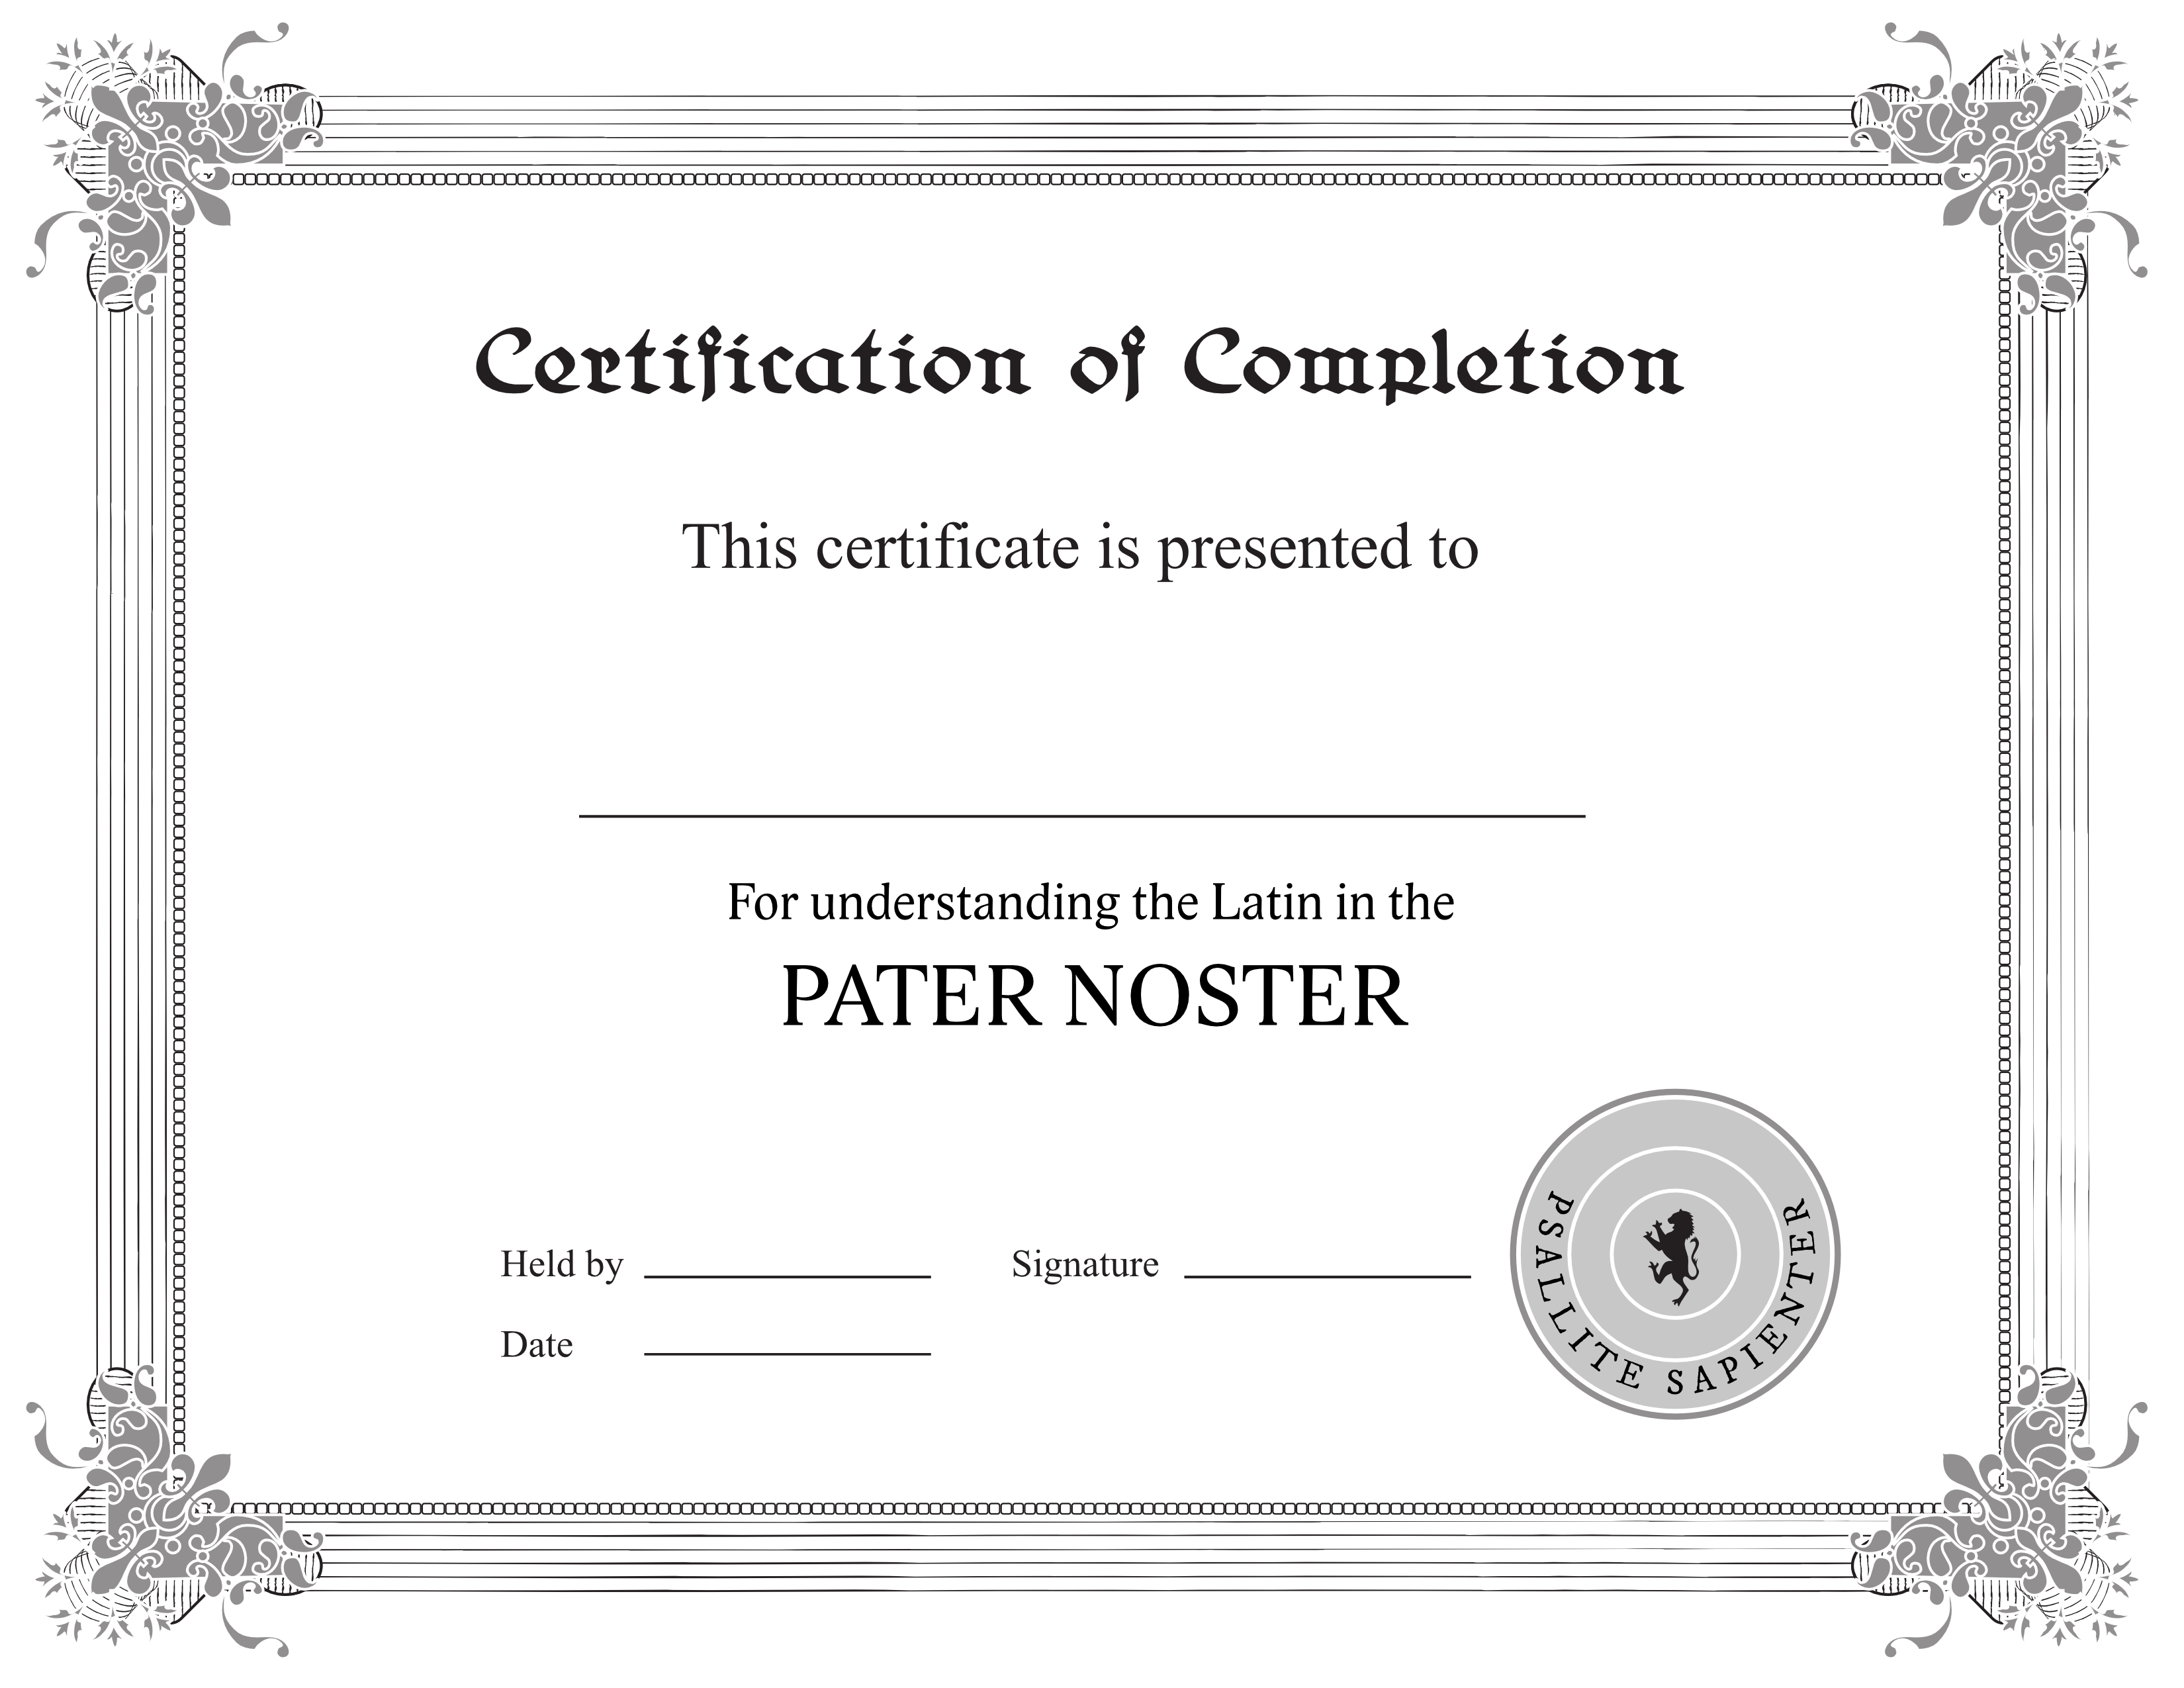 Certification of Completion
This certificate is presented to
For understanding the Latin in the
PATER NOSTER
Held by
Signature
Date
PSALLITE SAPIENTER